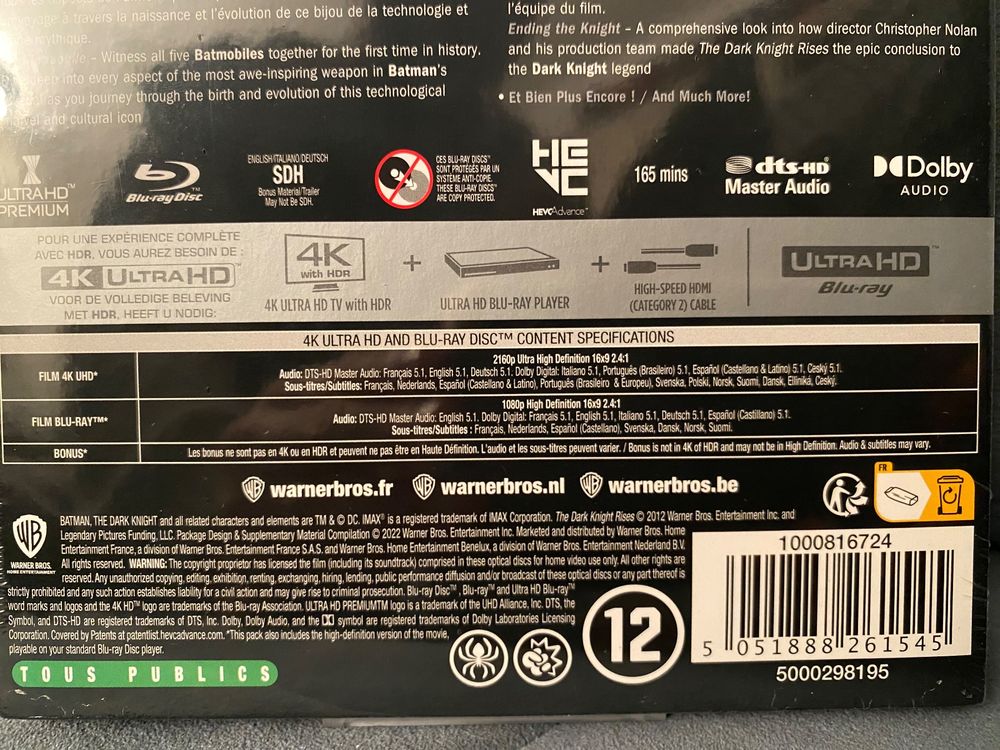 à travers la naissance et l'évolution de ce bijou de la technologie et
mythique.
– Witness all five Batmobiles together for the first time in history.
into every aspect of the most awe-inspiring weapon in Batman's
as you journey through the birth and evolution of this technological
and cultural icon
l'équipe du film.
Ending the Knight – A comprehensive look into how director Christopher Nolan
and his production team made The Dark Knight Rises the epic conclusion to
the Dark Knight legend
• Et Bien Plus Encore ! / And Much More!
ULTRAHD™
PREMIUM
Blu-ray Disc™
ENGLISH/ITALIANO/DEUTSCH
SDH
Bonus Material/Trailer
May Not Be SDH.
CES BLU-RAY DISCS™
SONT PROTÉGÉS PAR UN
SYSTÈME ANTI-COPIE.
THESE BLU-RAY DISCS™
ARE COPY PROTECTED.
HEVC
HEVCAdvance™
165 mins
dts-HD
Master Audio
Dolby
AUDIO
POUR UNE EXPÉRIENCE COMPLÈTE
AVEC HDR, VOUS AUREZ BESOIN DE :
4K ULTRAHD™
VOOR DE VOLLEDIGE BELEVING
MET HDR, HEEFT U NODIG:
4K
with HDR
4K ULTRA HD TV with HDR
+
ULTRA HD BLU-RAY PLAYER
+
HIGH-SPEED HDMI
(CATEGORY 2) CABLE
ULTRA HD™
Blu-ray
4K ULTRA HD AND BLU-RAY DISC™ CONTENT SPECIFICATIONS
FILM 4K UHD*
2160p Ultra High Definition 16x9 2.4:1
Audio: DTS-HD Master Audio: Français 5.1, English 5.1, Deutsch 5.1. Dolby Digital: Italiano 5.1, Português (Brasileiro) 5.1, Español (Castellano & Latino) 5.1, Český 5.1.
Sous-titres/Subtitles: Français, Nederlands, Español (Castellano & Latino), Português (Brasileiro & Europeu), Svenska, Polski, Norsk, Suomi, Dansk, Elliniká, Český.
FILM BLU-RAY™*
1080p High Definition 16x9 2.4:1
Audio: DTS-HD Master Audio: English 5.1. Dolby Digital: Français 5.1, English 5.1, Italiano 5.1, Deutsch 5.1, Español (Castillano) 5.1.
Sous-titres/Subtitles : Français, Nederlands, Español (Castellano), Svenska, Dansk, Norsk, Suomi.
BONUS*
Les bonus ne sont pas en 4K ou en HDR et peuvent ne pas être en Haute Définition. L'audio et les sous-titres peuvent varier. / Bonus is not in 4K of HDR and may not be in High Definition. Audio & subtitles may vary.
WB warnerbros.fr WB warnerbros.nl WB warnerbros.be
FR
WB
WARNER BROS.
HOME ENTERTAINMENT
BATMAN, THE DARK KNIGHT and all related characters and elements are TM & © DC. IMAX® is a registered trademark of IMAX Corporation. The Dark Knight Rises © 2012 Warner Bros. Entertainment Inc. and
Legendary Pictures Funding, LLC. Package Design & Supplementary Material Compilation © 2022 Warner Bros. Entertainment Inc. Marketed and distributed by Warner Bros. Home
Entertainment France, a division of Warner Bros. Entertainment France S.A.S. and Warner Bros. Home Entertainment Benelux, a division of Warner Bros. Entertainment Nederland B.V.
All rights reserved. WARNING: The copyright proprietor has licensed the film (including its soundtrack) comprised in these optical discs for home video use only. All other rights are
reserved. Any unauthorized copying, editing, exhibition, renting, exchanging, hiring, lending, public performance diffusion and/or broadcast of these optical discs or any part thereof is
strictly prohibited and any such action establishes liability for a civil action and may give rise to criminal prosecution. Blu-ray Disc™, Blu-ray™ and Ultra HD Blu-ray™
word marks and logos and the 4K HD™ logo are trademarks of the Blu-ray Association. ULTRA HD PREMIUMTM logo is a trademark of the UHD Alliance, Inc. DTS, the
Symbol, and DTS-HD are registered trademarks of DTS, Inc. Dolby, Dolby Audio, and the DD symbol are registered trademarks of Dolby Laboratories Licensing
Corporation. Covered by Patents at patentlist.hevcadvance.com. *This pack also includes the high-definition version of the movie,
playable on your standard Blu-ray Disc player.
TOUS PUBLICS
12
1000816724
5 051888 261545
5000298195